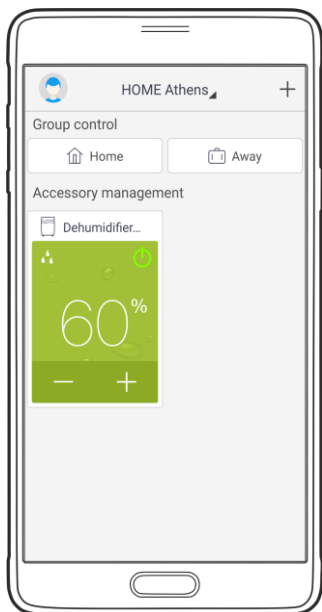 HOME Athens
+
Group control
Home
Away
Accessory management
Dehumidifier...
60%
− +